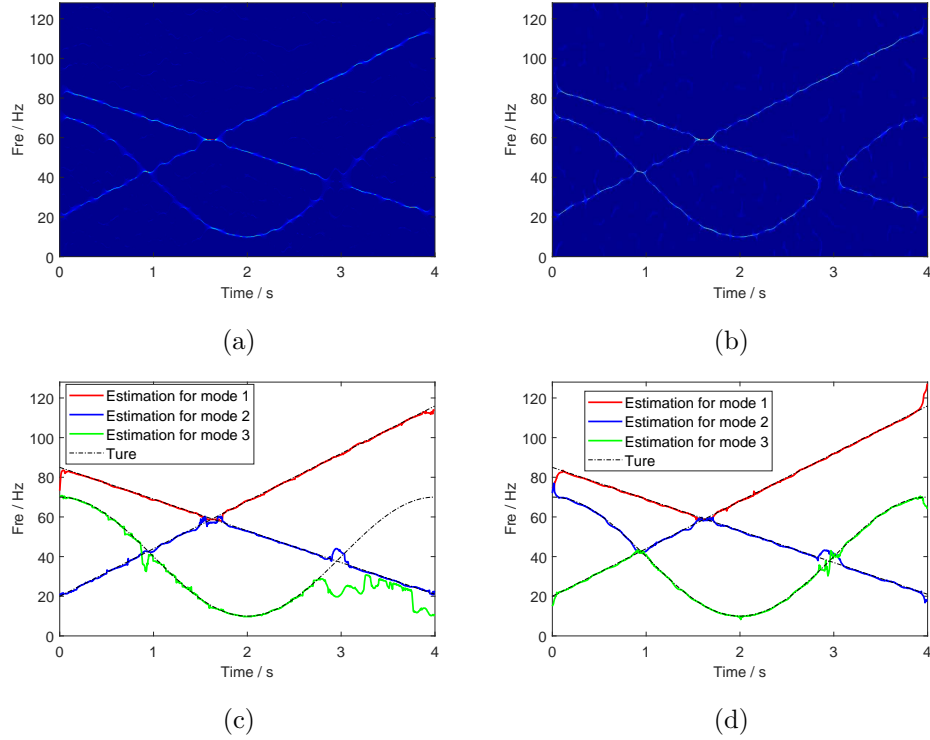 120
100
80
60
40
20
0
Fre / Hz
0 1 2 3 4
Time / s
(a)
120
100
80
60
40
20
0
Fre / Hz
0 1 2 3 4
Time / s
(b)
120
100
80
60
40
20
0
Fre / Hz
Estimation for mode 1
Estimation for mode 2
Estimation for mode 3
Ture
0 1 2 3 4
Time / s
(c)
120
100
80
60
40
20
0
Fre / Hz
Estimation for mode 1
Estimation for mode 2
Estimation for mode 3
Ture
0 1 2 3 4
Time / s
(d)